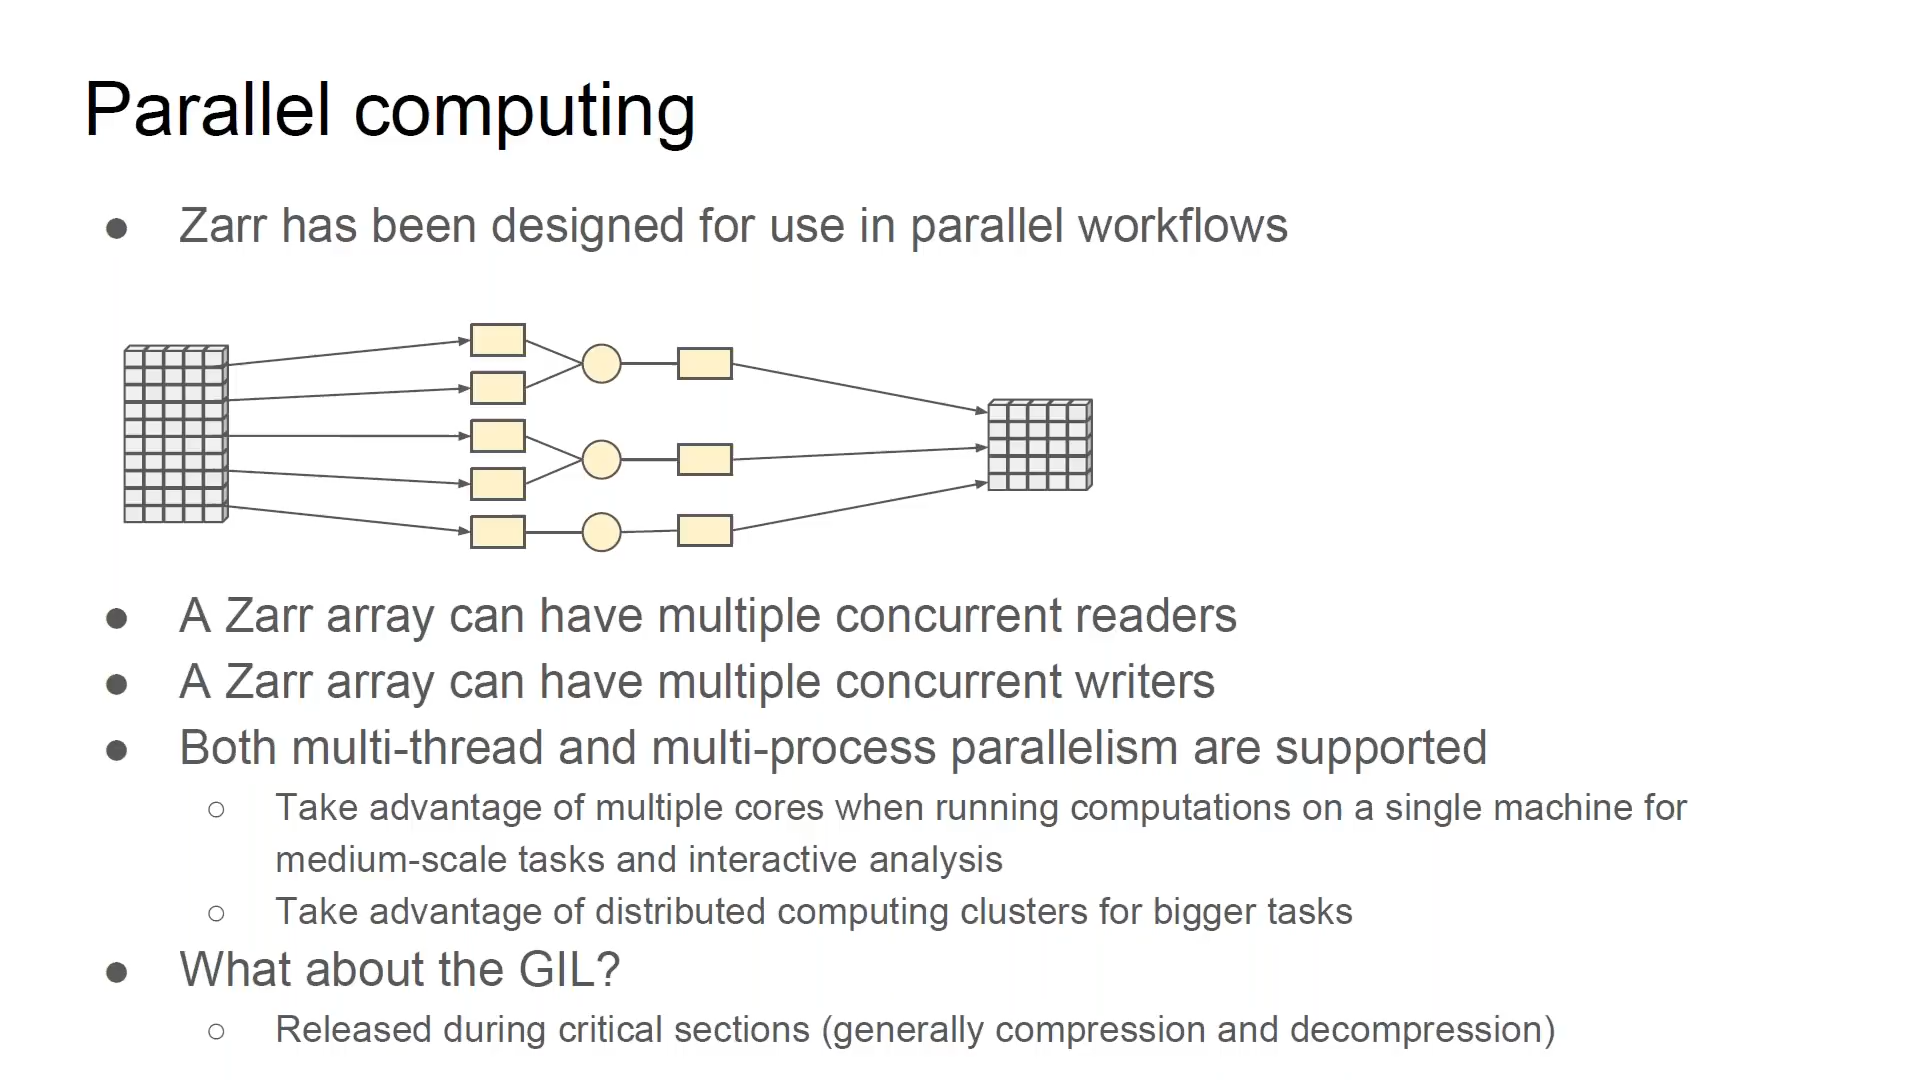 Parallel computing
● Zarr has been designed for use in parallel workflows
● A Zarr array can have multiple concurrent readers
● A Zarr array can have multiple concurrent writers
● Both multi-thread and multi-process parallelism are supported
○ Take advantage of multiple cores when running computations on a single machine for
medium-scale tasks and interactive analysis
○ Take advantage of distributed computing clusters for bigger tasks
● What about the GIL?
○ Released during critical sections (generally compression and decompression)